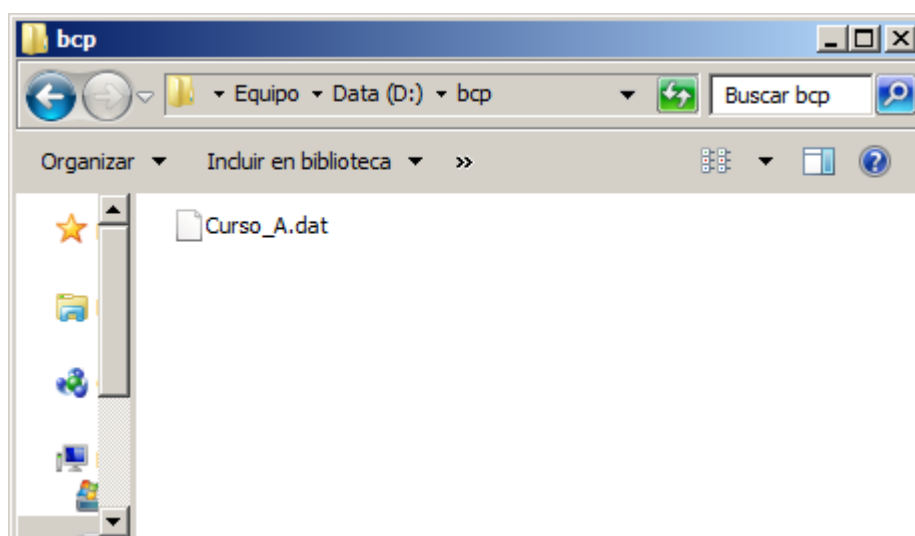 bcp
Equipo Data (D:) bcp Buscar bcp
Organizar Incluir en biblioteca »
Curso_A.dat